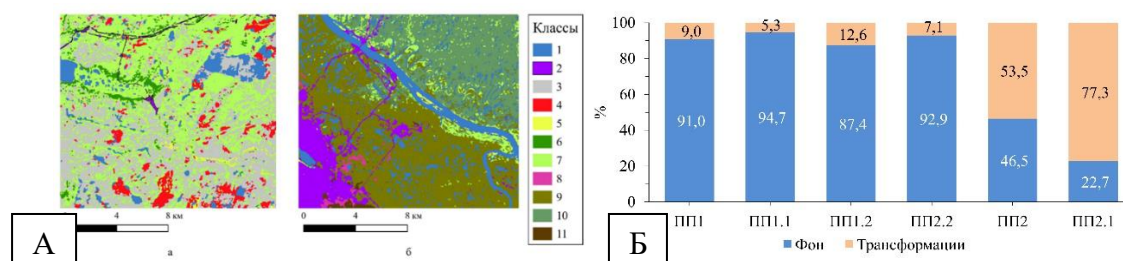 Классы
1
2
3
4
5
6
7
8
9
10
11
0 4 8 км
а
0 4 8 км
б
А
%
100
80
60
40
20
0
9,0 5,3 12,6 7,1 53,5 77,3
91,0 94,7 87,4 92,9 46,5 22,7
ПП1 ПП1.1 ПП1.2 ПП2.2 ПП2 ПП2.1
Фон Трансформации
Б